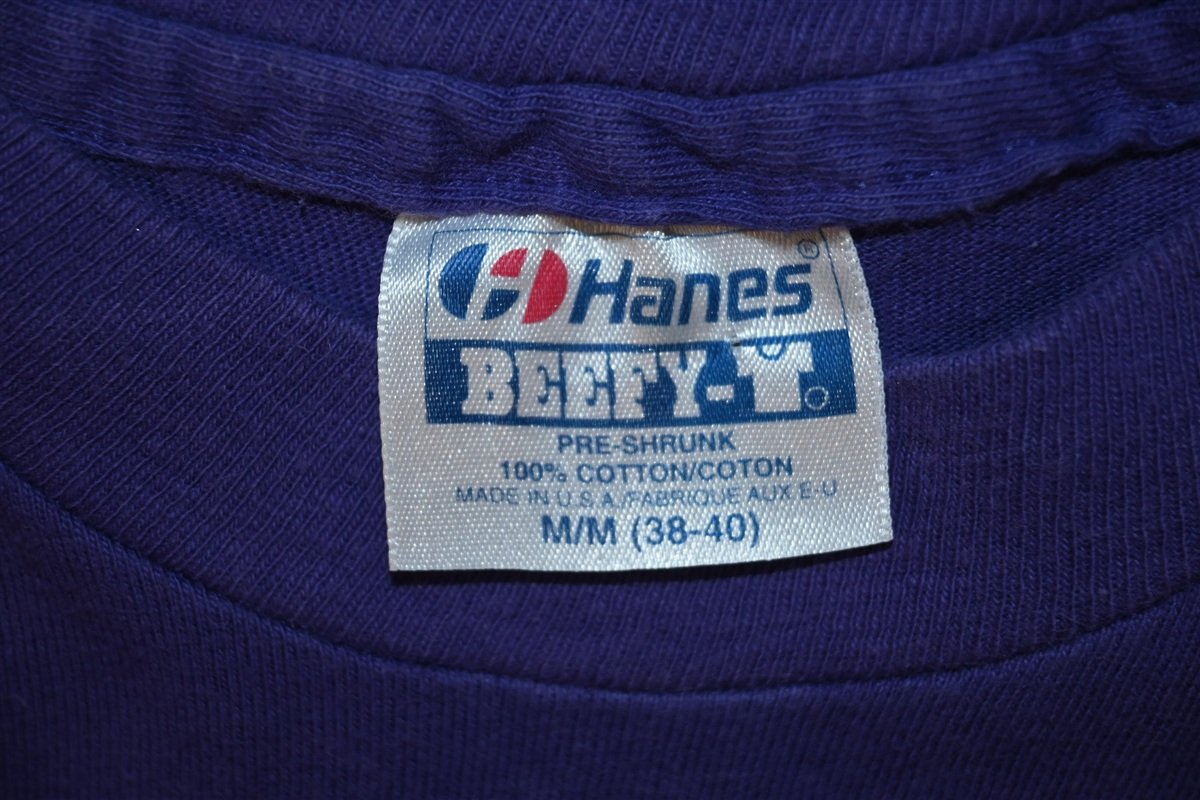 Hanes®
BEEFY-T.
PRE-SHRUNK
100% COTTON/COTON
MADE IN U.S.A./FABRIQUE AUX E-U
M/M (38-40)